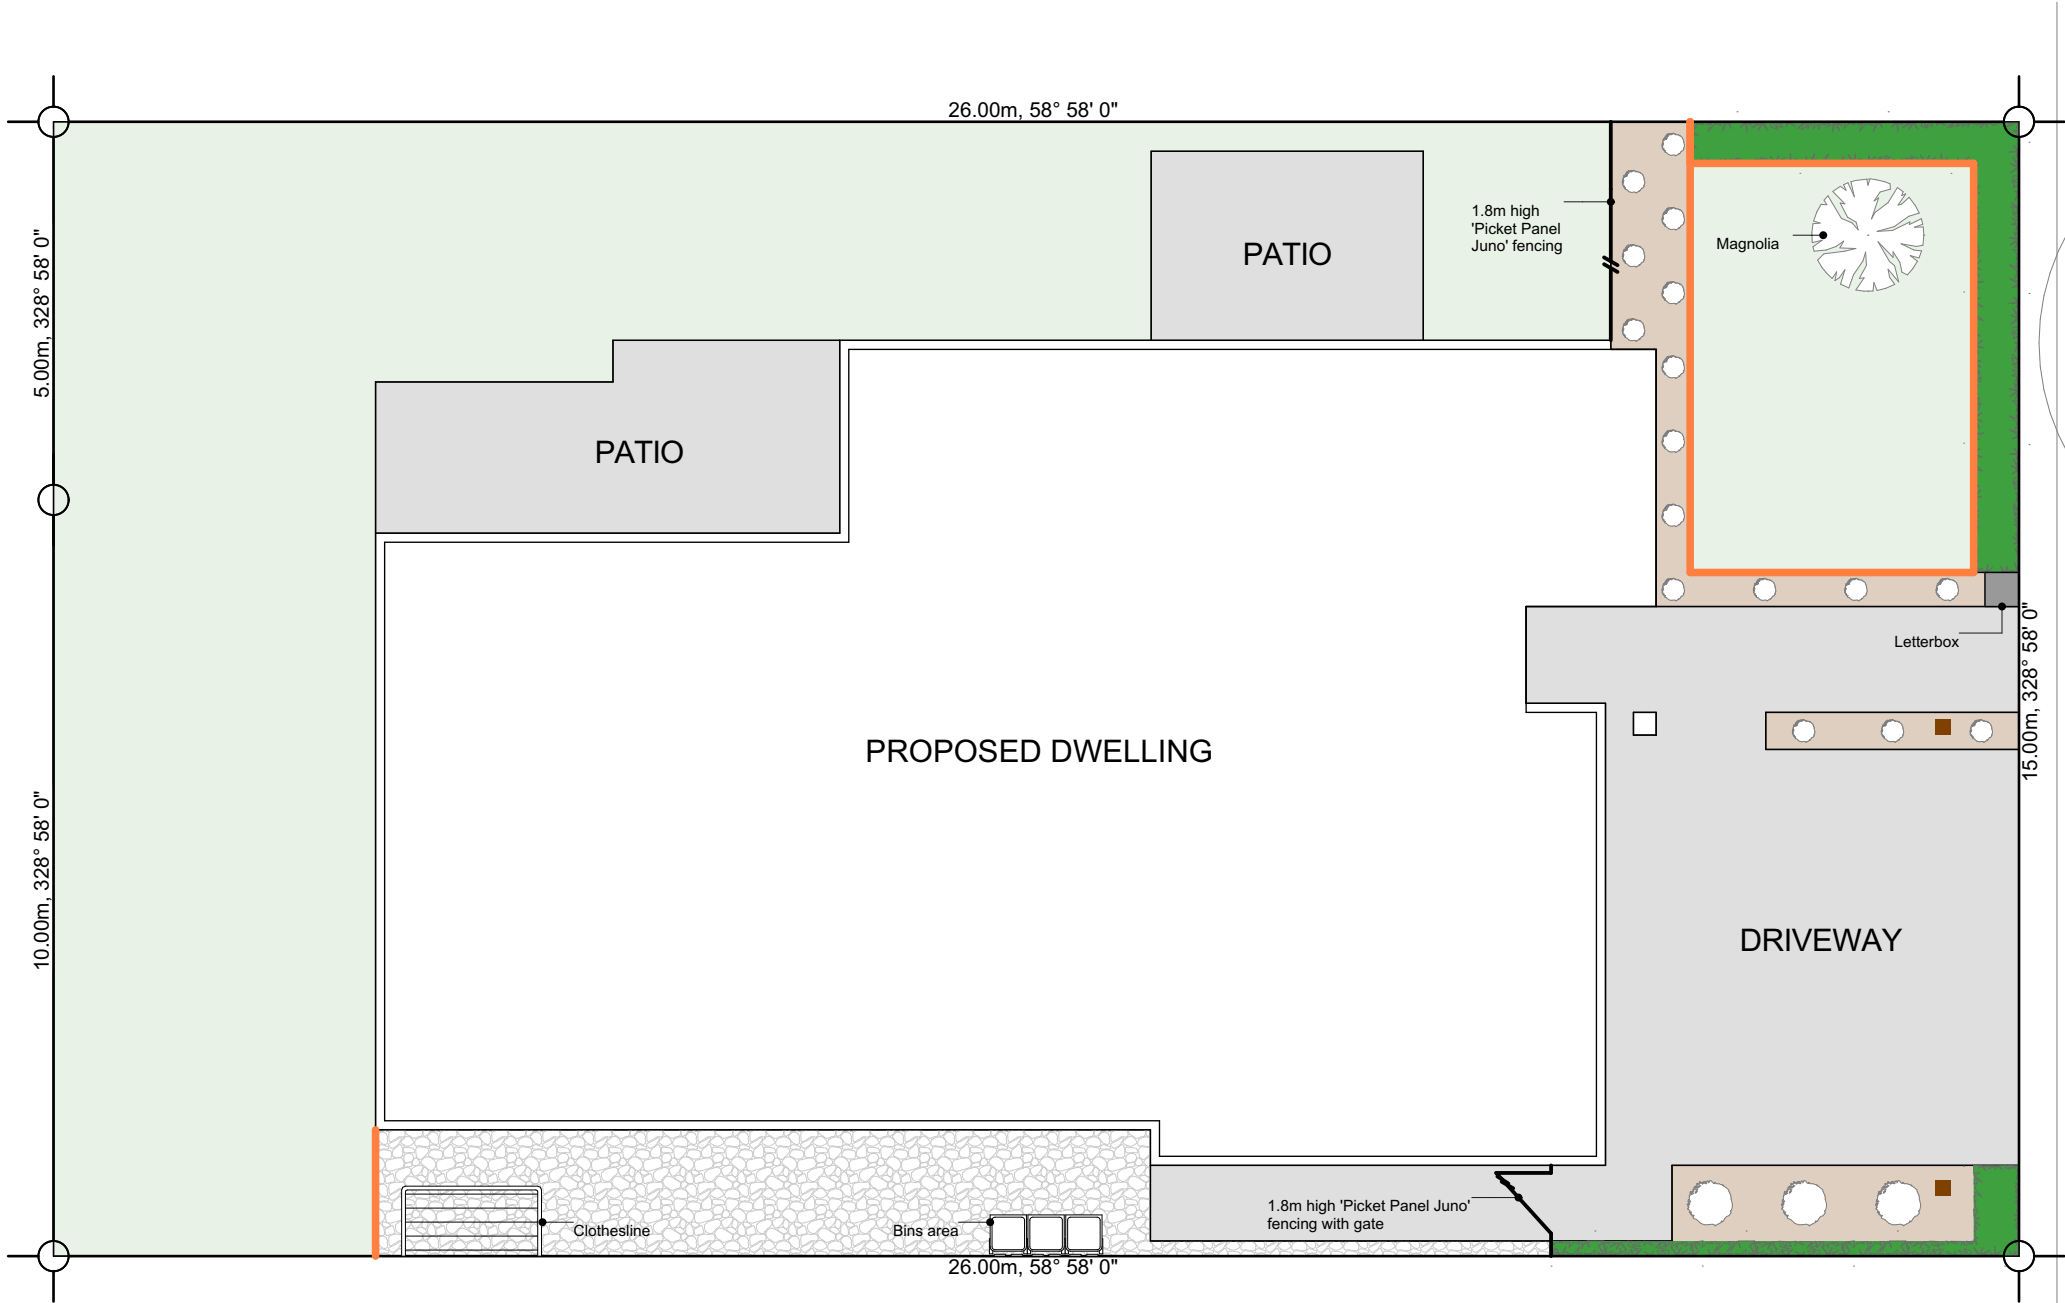 26.00m, 58° 58' 0"
5.00m, 328° 58' 0"
PATIO
1.8m high
'Picket Panel
Juno' fencing
Magnolia
PATIO
Letterbox
15.00m, 328° 58' 0"
PROPOSED DWELLING
10.00m, 328° 58' 0"
DRIVEWAY
Clothesline
Bins area
1.8m high 'Picket Panel Juno'
fencing with gate
26.00m, 58° 58' 0"